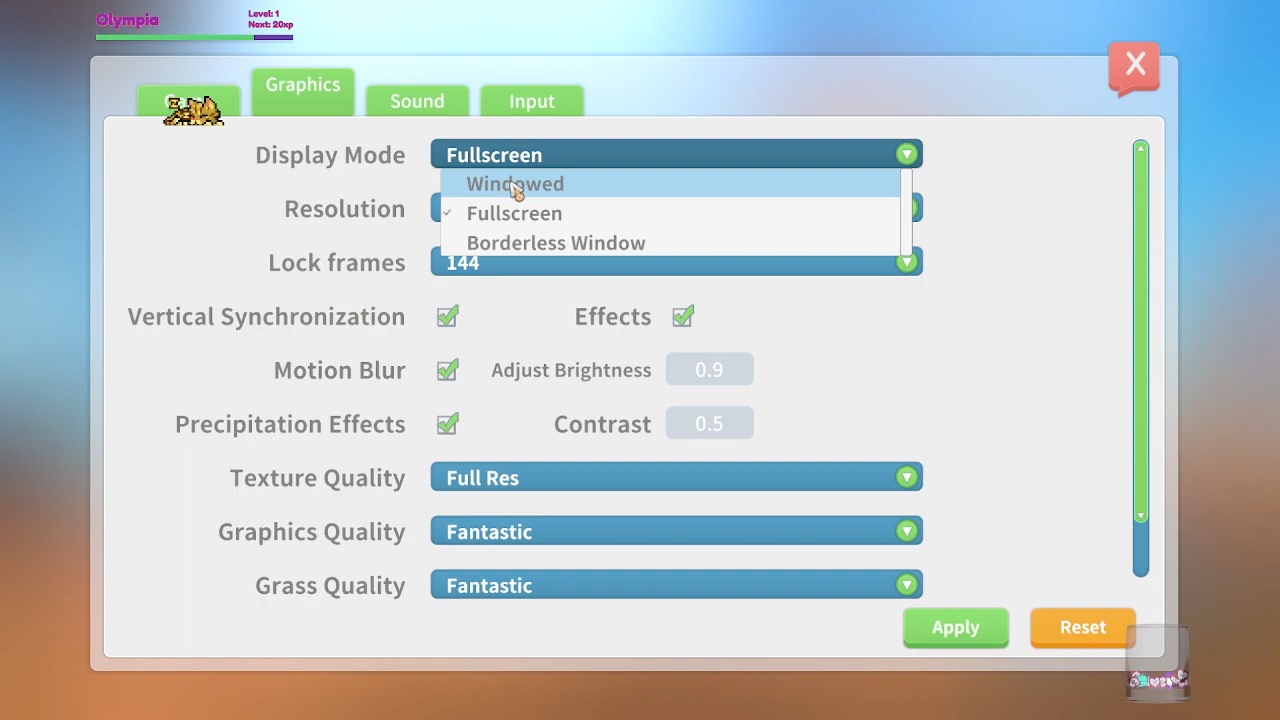 Olympia
Level: 1
Next: 20xp
X
Graphics
Sound
Input
Display Mode
Fullscreen
Windowed
Fullscreen
Borderless Window
Resolution
Lock frames
144
Vertical Synchronization
Effects
Motion Blur
Adjust Brightness
0.9
Precipitation Effects
Contrast
0.5
Texture Quality
Full Res
Graphics Quality
Fantastic
Grass Quality
Fantastic
Apply
Reset